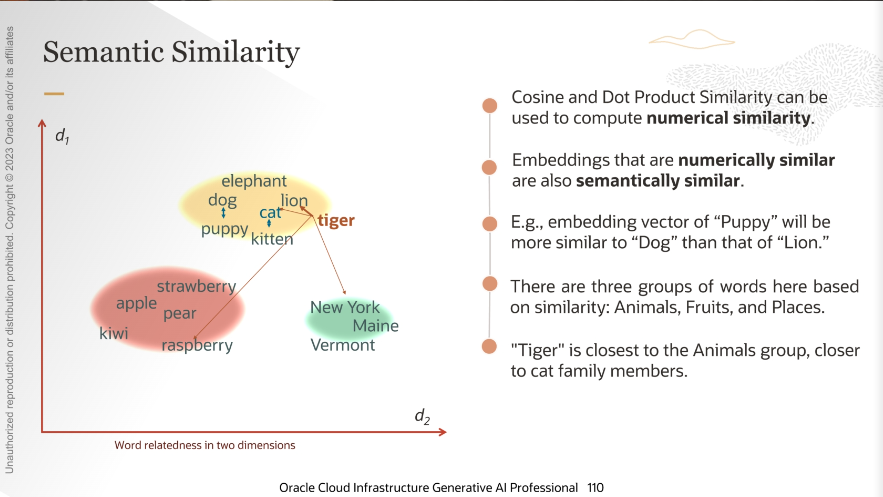 Semantic Similarity
Unauthorized reproduction or distribution prohibited. Copyright © 2023 Oracle and/or its affiliates
d1
elephant
dog
lion
cat
tiger
puppy
kitten
strawberry
apple
pear
kiwi
raspberry
New York
Maine
Vermont
d2
Word relatedness in two dimensions
Cosine and Dot Product Similarity can be
used to compute numerical similarity.
Embeddings that are numerically similar
are also semantically similar.
E.g., embedding vector of “Puppy” will be
more similar to “Dog” than that of “Lion.”
There are three groups of words here based
on similarity: Animals, Fruits, and Places.
"Tiger" is closest to the Animals group, closer
to cat family members.
Oracle Cloud Infrastructure Generative AI Professional 110